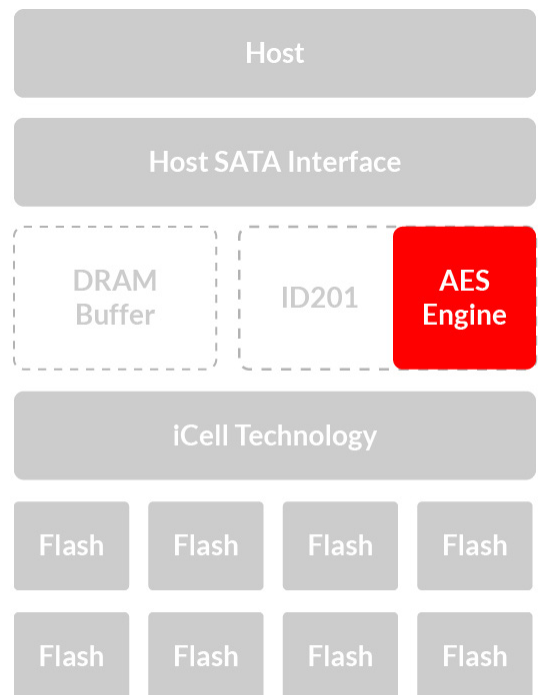 Host
Host SATA Interface
DRAM
Buffer
ID201
AES
Engine
iCell Technology
Flash
Flash
Flash
Flash
Flash
Flash
Flash
Flash